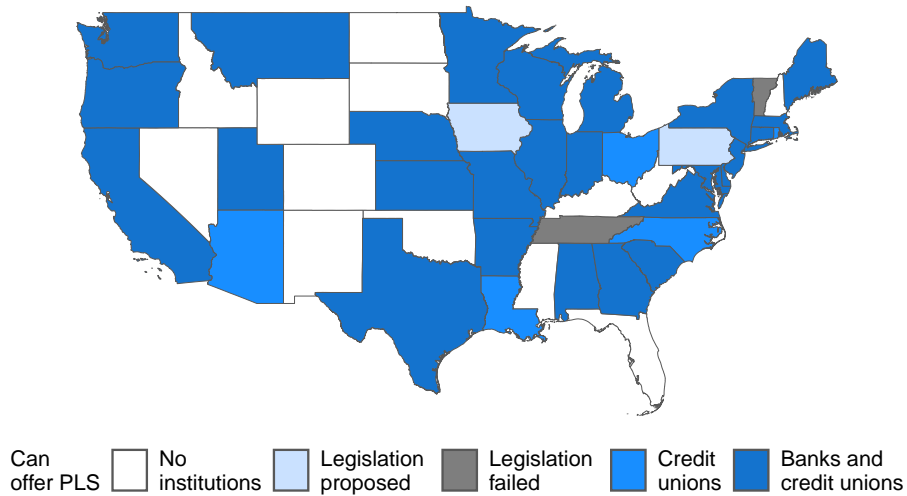 Can
offer PLS
No
institutions
Legislation
proposed
Legislation
failed
Credit
unions
Banks and
credit unions